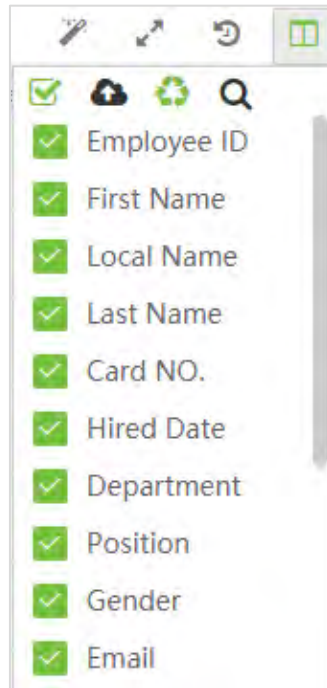 Employee ID
First Name
Local Name
Last Name
Card NO.
Hired Date
Department
Position
Gender
Email